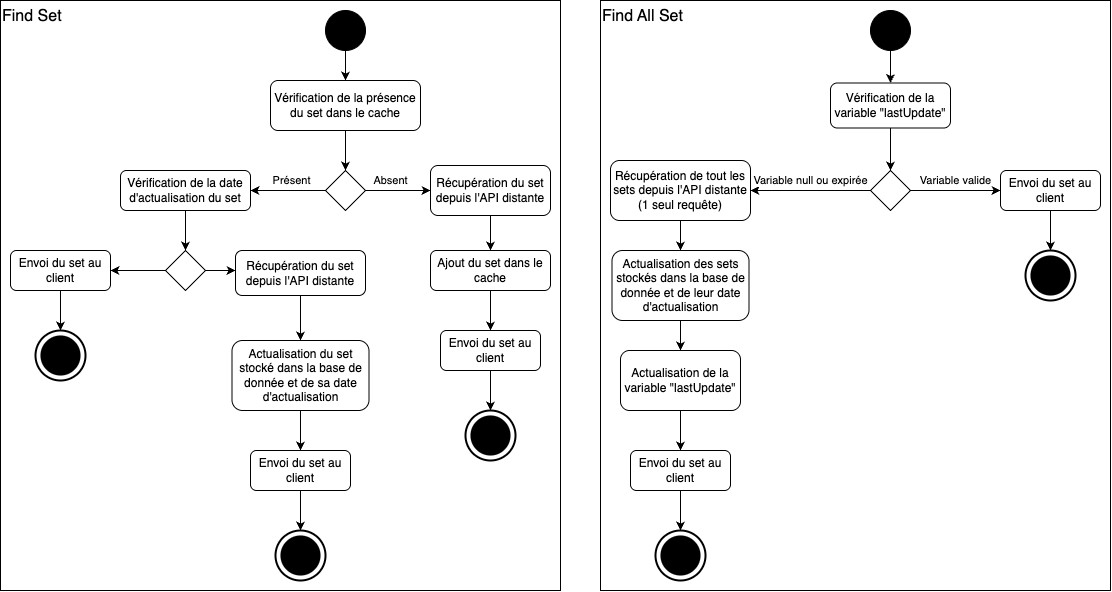 Find Set
Vérification de la présence
du set dans le cache
Présent
Absent
Vérification de la date
d'actualisation du set
Récupération du set
depuis l'API distante
Envoi du set au
client
Récupération du set
depuis l'API distante
Ajout du set dans le
cache
Actualisation du set
stocké dans la base de
donnée et de sa date
d'actualisation
Envoi du set au
client
Envoi du set au
client
Find All Set
Vérification de la
variable "lastUpdate"
Variable null ou expirée
Variable valide
Récupération de tout les
sets depuis l'API distante
(1 seul requête)
Envoi du set au
client
Actualisation des sets
stockés dans la base de
donnée et de leur date
d'actualisation
Actualisation de la
variable "lastUpdate"
Envoi du set au
client